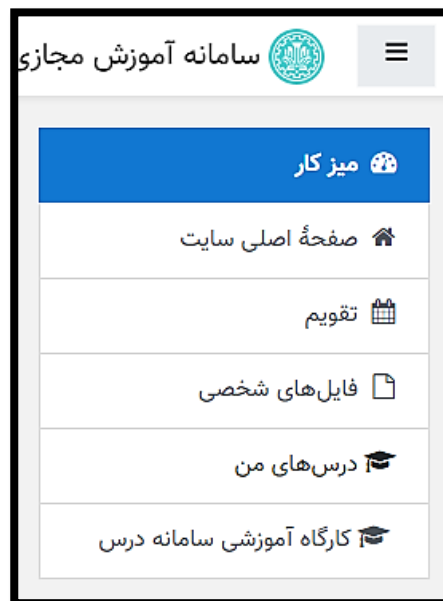 سامانه آموزش مجازی
میز کار
صفحهٔ اصلی سایت
تقویم
فایل‌های شخصی
درس‌های من
کارگاه آموزشی سامانه درس